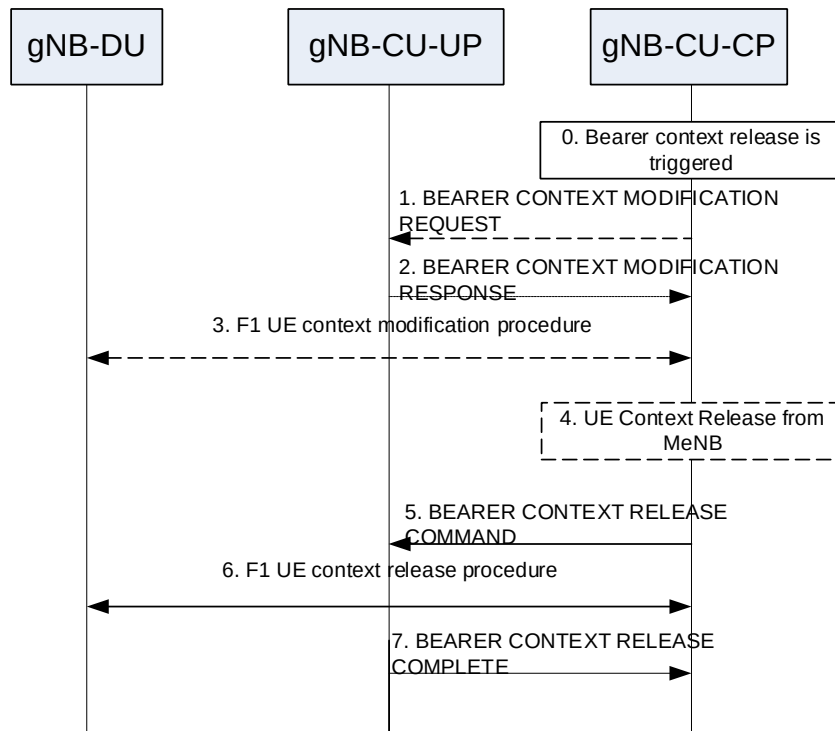 gNB-DU
gNB-CU-UP
gNB-CU-CP
0. Bearer context release is
triggered
1. BEARER CONTEXT MODIFICATION
REQUEST
2. BEARER CONTEXT MODIFICATION
RESPONSE
3. F1 UE context modification procedure
4. UE Context Release from
MeNB
5. BEARER CONTEXT RELEASE
COMMAND
6. F1 UE context release procedure
7. BEARER CONTEXT RELEASE
COMPLETE